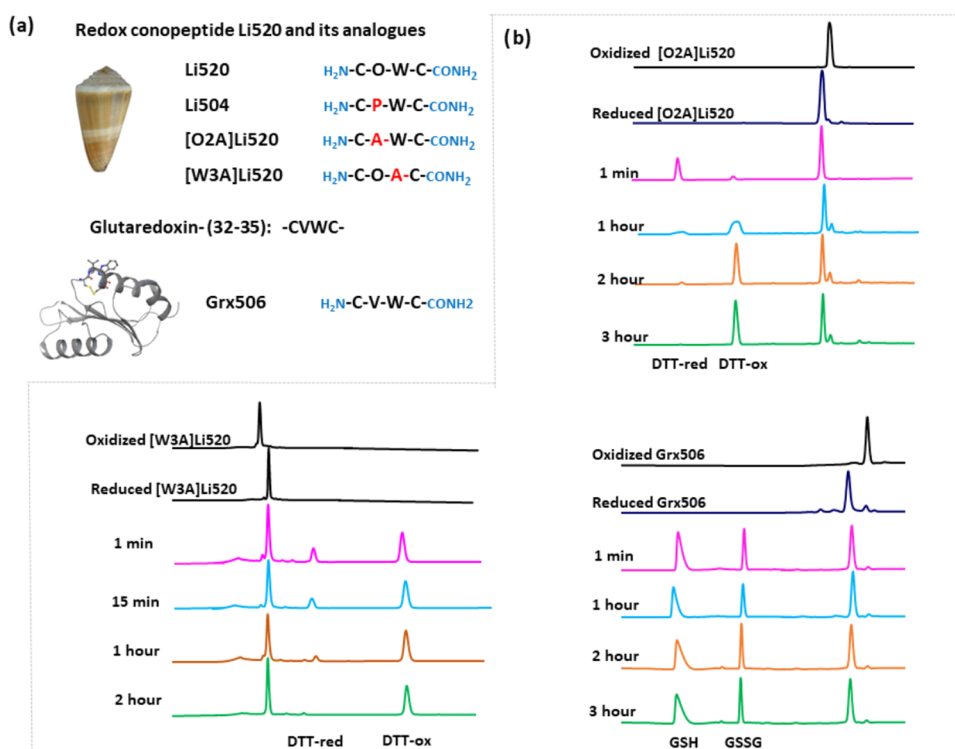 (a)
Redox conopeptide Li520 and its analogues
Li520 H₂N-C-O-W-C-CONH₂
Li504 H₂N-C-P-W-C-CONH₂
[O2A]Li520 H₂N-C-A-W-C-CONH₂
[W3A]Li520 H₂N-C-O-A-C-CONH₂
Glutaredoxin- (32-35): -CVWC-
Grx506 H₂N-C-V-W-C-CONH2
(b)
Oxidized [O2A]Li520
Reduced [O2A]Li520
1 min
1 hour
2 hour
3 hour
DTT-red DTT-ox
Oxidized [W3A]Li520
Reduced [W3A]Li520
1 min
15 min
1 hour
2 hour
DTT-red DTT-ox
Oxidized Grx506
Reduced Grx506
1 min
1 hour
2 hour
3 hour
GSH GSSG